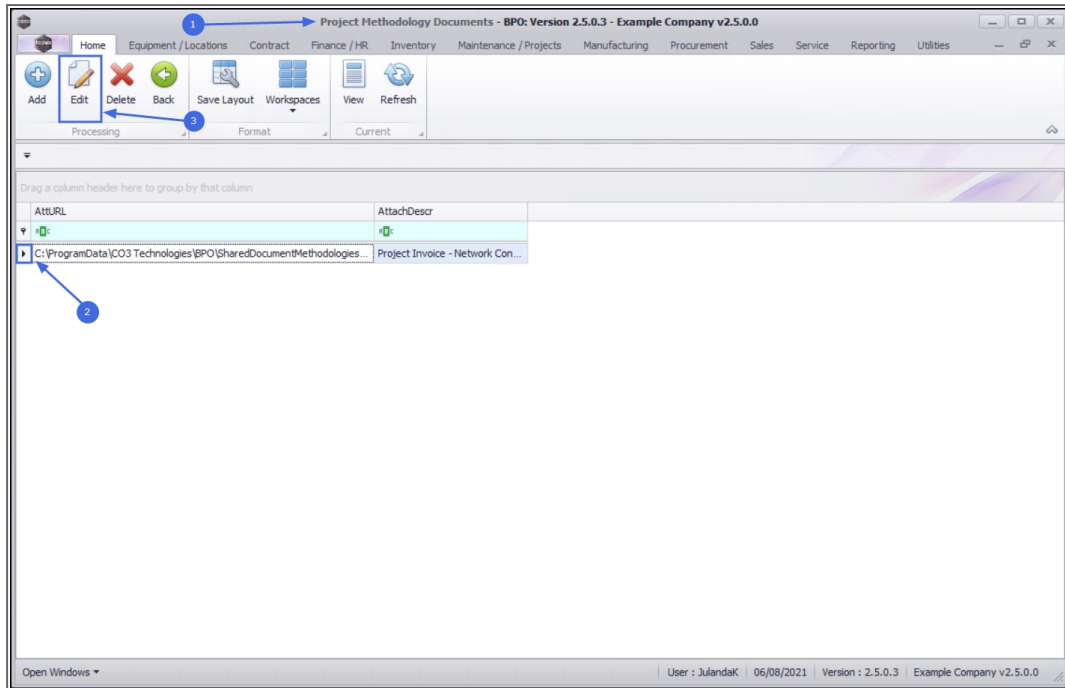 1
Project Methodology Documents - BPO: Version 2.5.0.3 - Example Company v2.5.0.0
Home Equipment / Locations Contract Finance / HR Inventory Maintenance / Projects Manufacturing Procurement Sales Service Reporting Utilities
Add Edit Delete Back Save Layout Workspaces View Refresh
3
Processing Format Current
Drag a column header here to group by that column
AttURL AttachDescr
C:\ProgramData\CO3 Technologies\BPO\SharedDocumentMethodologies... Project Invoice - Network Con...
2
Open Windows User : JulandaK 06/08/2021 Version : 2.5.0.3 Example Company v2.5.0.0